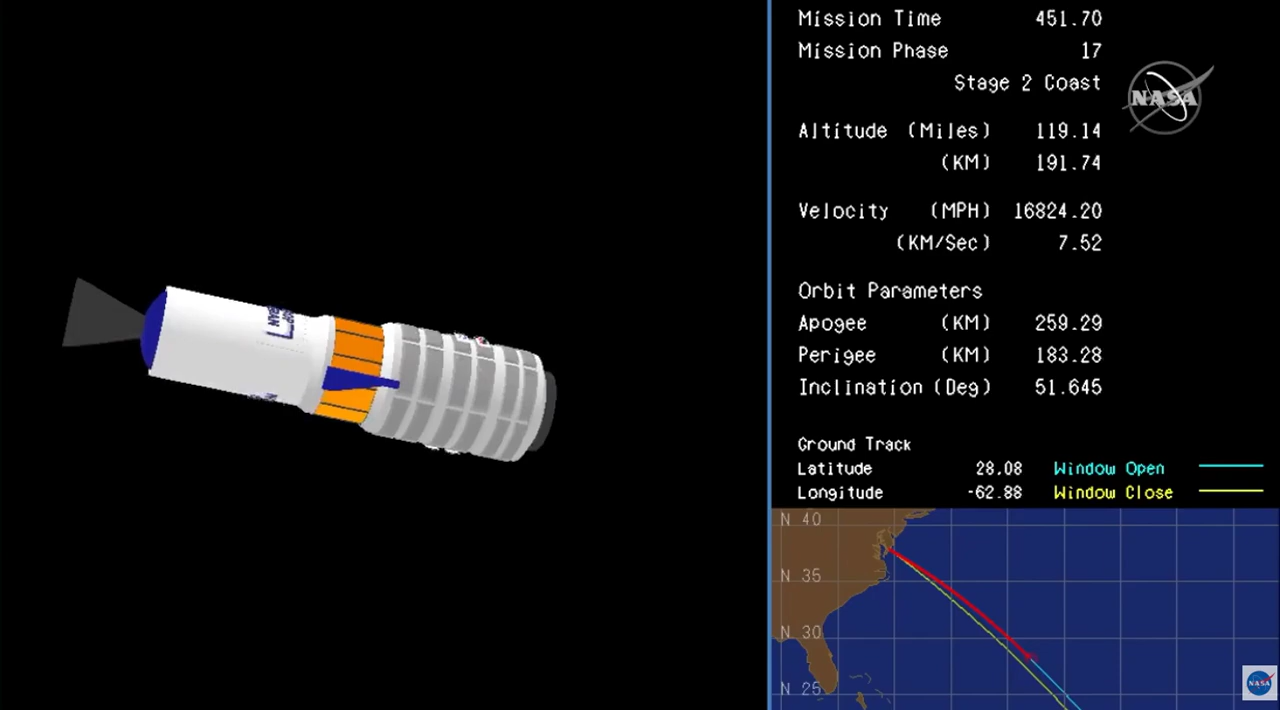 Mission Time 451.70
Mission Phase 17
Stage 2 Coast
NASA
Altitude (Miles) 119.14
(KM) 191.74
Velocity (MPH) 16824.20
(KM/Sec) 7.52
Orbit Parameters
Apogee (KM) 259.29
Perigee (KM) 183.28
Inclination (Deg) 51.645
Ground Track
Latitude 28.08 Window Open
Longitude -62.88 Window Close
N 40
N 35
N 30
N 25
NASA